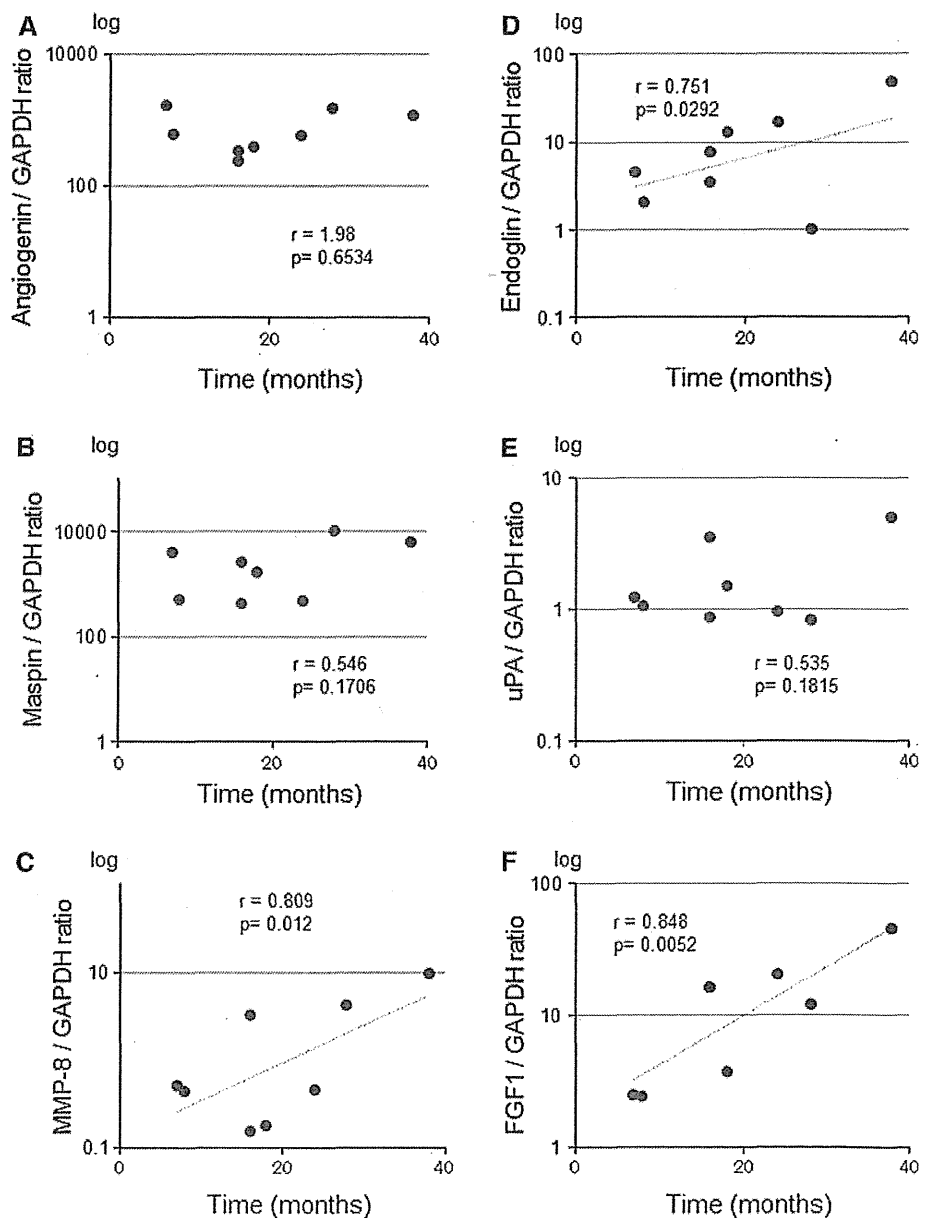 A
log
10000
100
1
0
20
40
Angiogenin / GAPDH ratio
r = 1.98
p= 0.6534
Time (months)
D
log
100
10
1
0.1
0
20
40
Endoglin / GAPDH ratio
r = 0.751
p= 0.0292
Time (months)
B
log
10000
100
1
0
20
40
Maspin / GAPDH ratio
r = 0.546
p= 0.1706
Time (months)
E
log
10
1
0.1
0
20
40
uPA / GAPDH ratio
r = 0.535
p= 0.1815
Time (months)
C
log
10
0.1
0
20
40
MMP-8 / GAPDH ratio
r = 0.809
p= 0.012
Time (months)
F
log
100
10
1
0
20
40
FGF1 / GAPDH ratio
r = 0.848
p= 0.0052
Time (months)